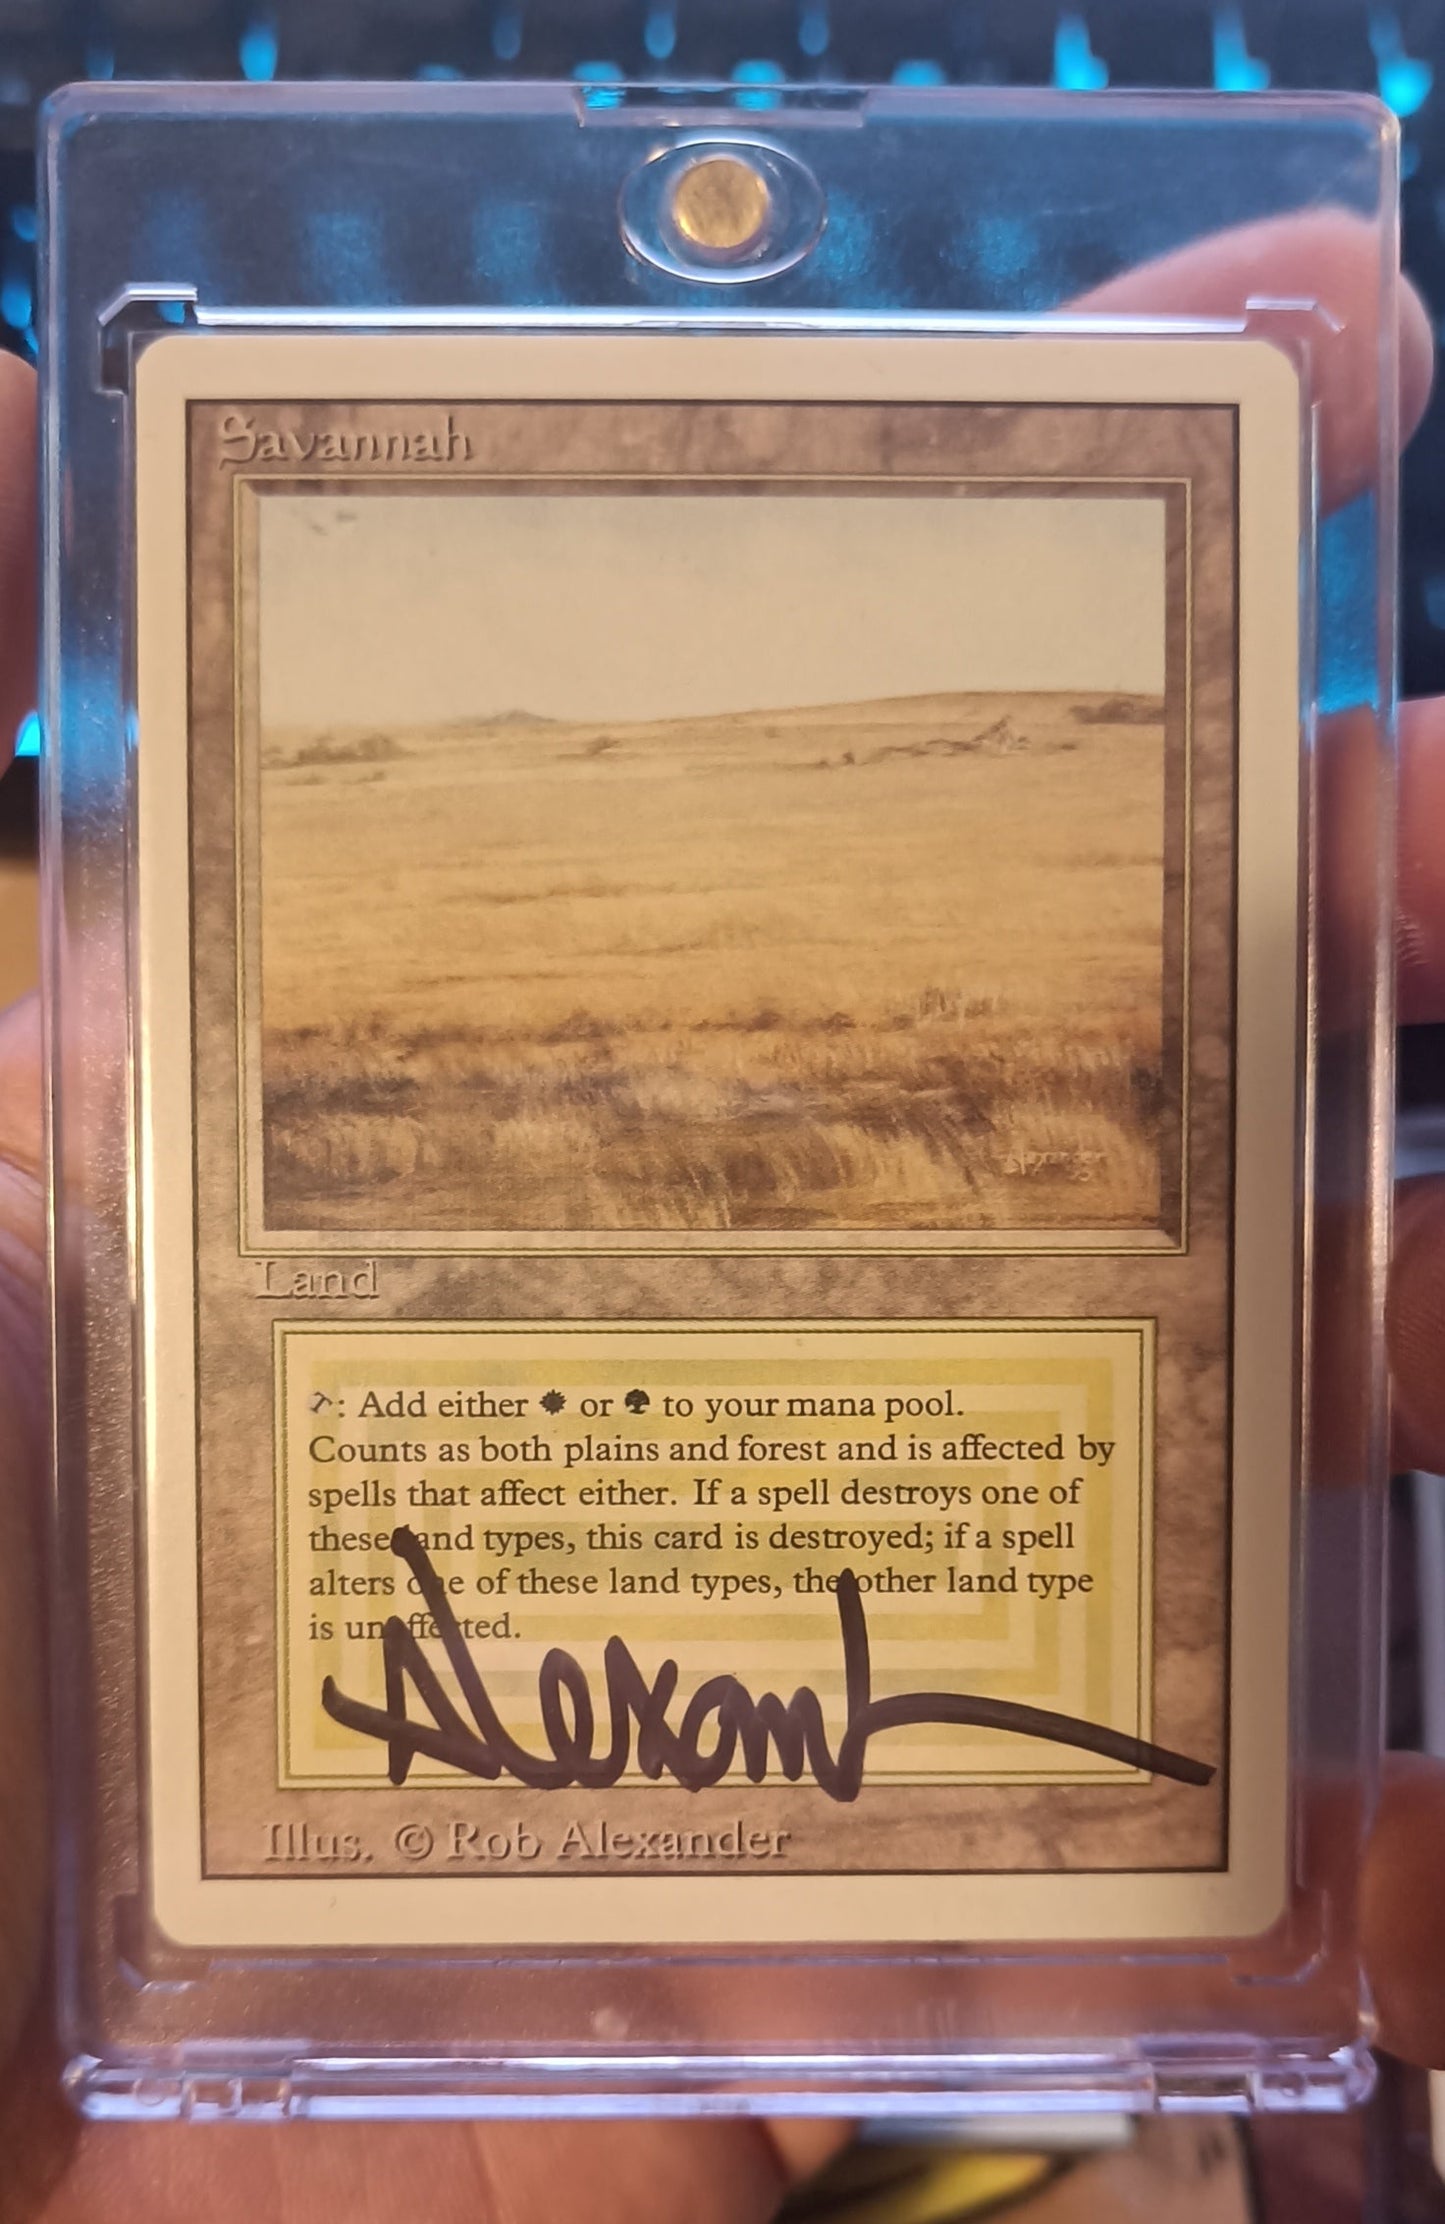 Savannah
Alexander
Land
: Add either or to your mana pool.
Counts as both plains and forest and is affected by
spells that affect either. If a spell destroys one of
these land types, this card is destroyed; if a spell
alters one of these land types, the other land type
is unaffected.
Illus. © Rob Alexander